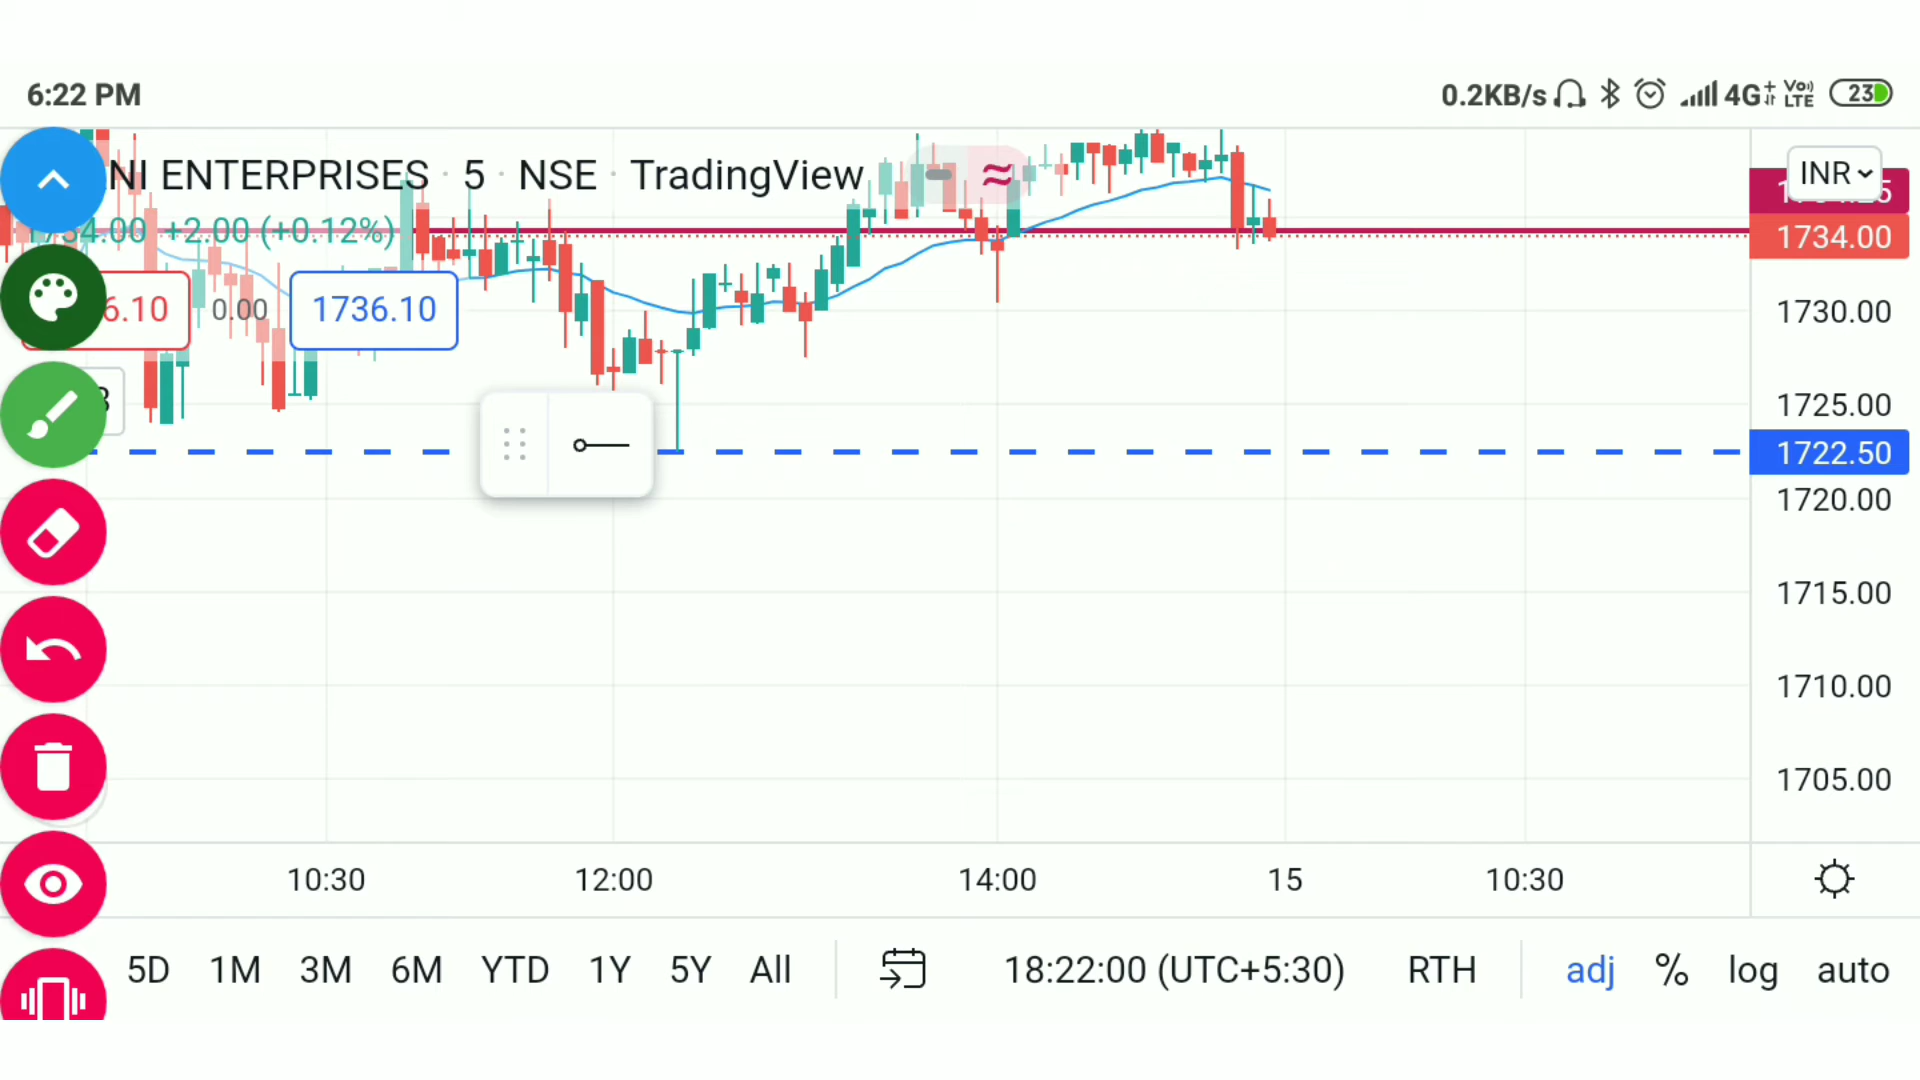 6:22 PM 0.2KB/s 4G+ Vo) LTE 23
NI ENTERPRISES · 5 · NSE · TradingView
INR
1734.00 +2.00 (+0.12%)
1734.00
6.10 0.00 1736.10
1730.00
1725.00
1722.50
1720.00
1715.00
1710.00
1705.00
10:30 12:00 14:00 15 10:30
5D 1M 3M 6M YTD 1Y 5Y All 18:22:00 (UTC+5:30) RTH adj % log auto